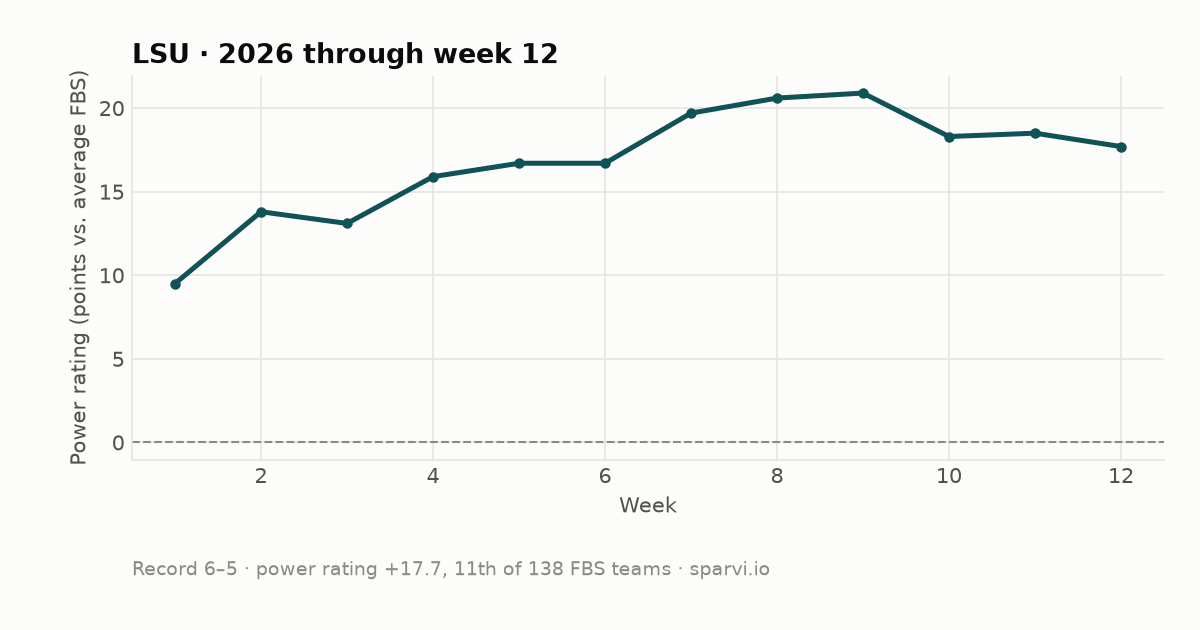 LSU · 2026 through week 12
Power rating (points vs. average FBS)
20
15
10
5
0
2 4 6 8 10 12
Week
Record 6–5 · power rating +17.7, 11th of 138 FBS teams · sparvi.io